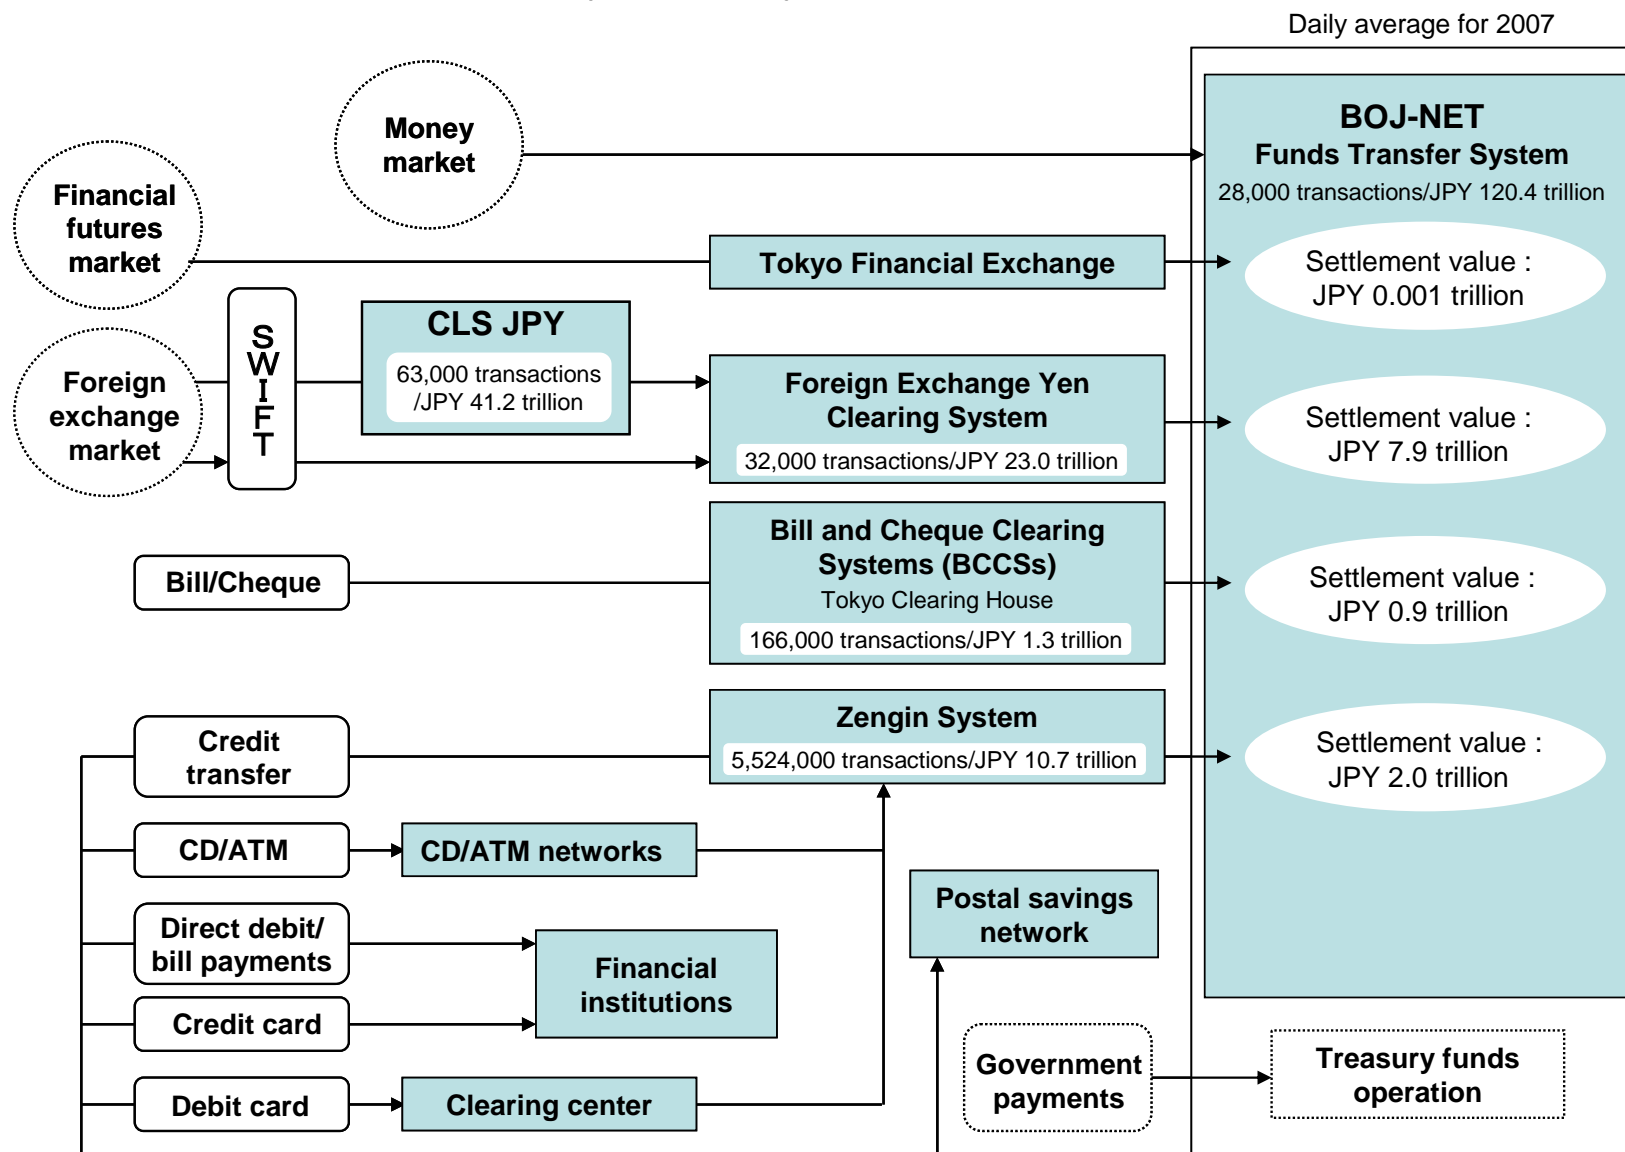 Daily average for 2007
BOJ-NET
Funds Transfer System
28,000 transactions/JPY 120.4 trillion
Money
market
Financial
futures
market
Tokyo Financial Exchange
Settlement value :
JPY 0.001 trillion
SWIFT
CLS JPY
63,000 transactions
/JPY 41.2 trillion
Foreign
exchange
market
Foreign Exchange Yen
Clearing System
32,000 transactions/JPY 23.0 trillion
Settlement value :
JPY 7.9 trillion
Bill/Cheque
Bill and Cheque Clearing
Systems (BCCSs)
Tokyo Clearing House
166,000 transactions/JPY 1.3 trillion
Settlement value :
JPY 0.9 trillion
Credit
transfer
Zengin System
5,524,000 transactions/JPY 10.7 trillion
Settlement value :
JPY 2.0 trillion
CD/ATM
CD/ATM networks
Postal savings
network
Direct debit/
bill payments
Financial
institutions
Credit card
Government
payments
Treasury funds
operation
Debit card
Clearing center